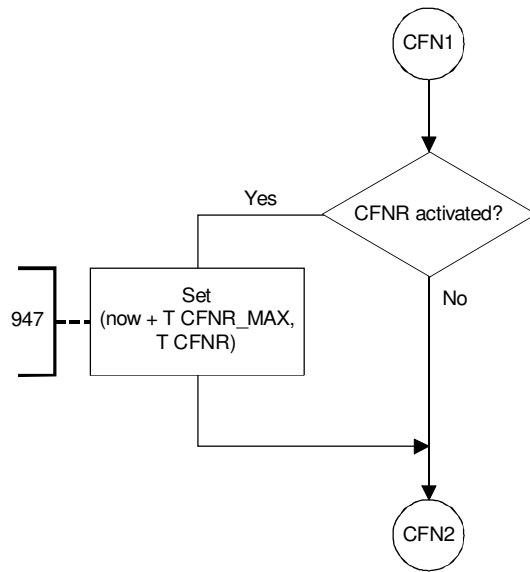 CFN1
CFNR activated?
Yes
No
947
Set
(now + T CFNR_MAX,
T CFNR)
CFN2